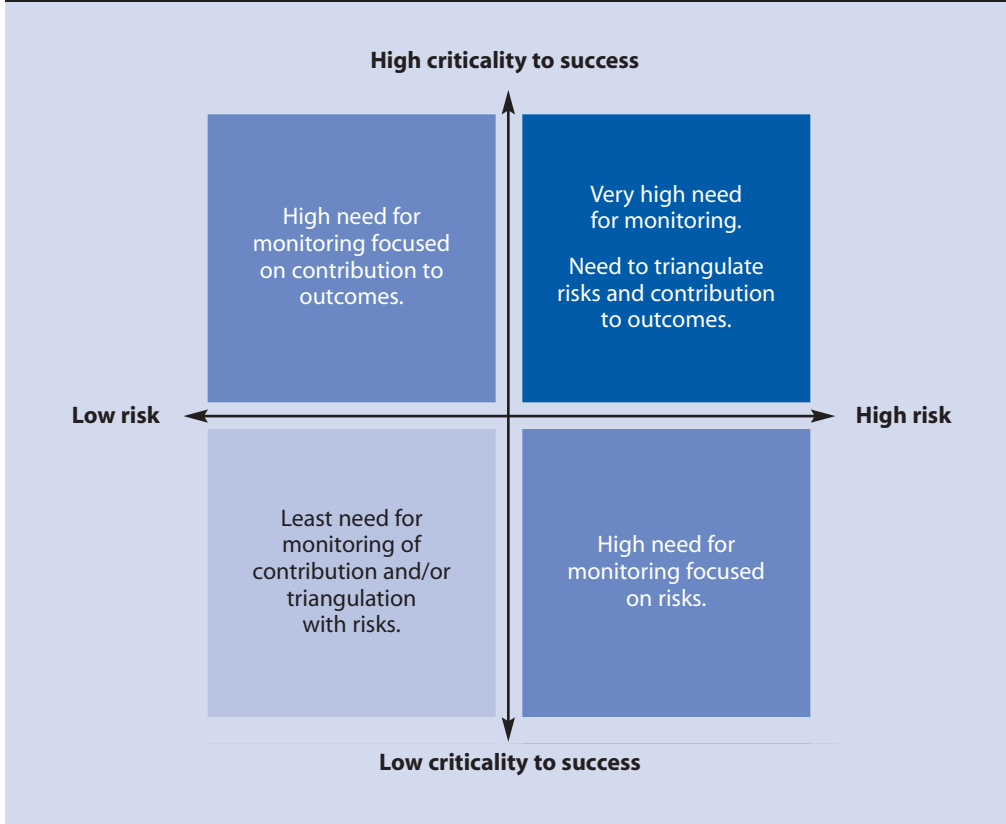 High criticality to success
High need for
monitoring focused
on contribution to
outcomes.
Very high need
for monitoring.
Need to triangulate
risks and contribution
to outcomes.
Low risk
High risk
Least need for
monitoring of
contribution and/or
triangulation
with risks.
High need for
monitoring focused
on risks.
Low criticality to success